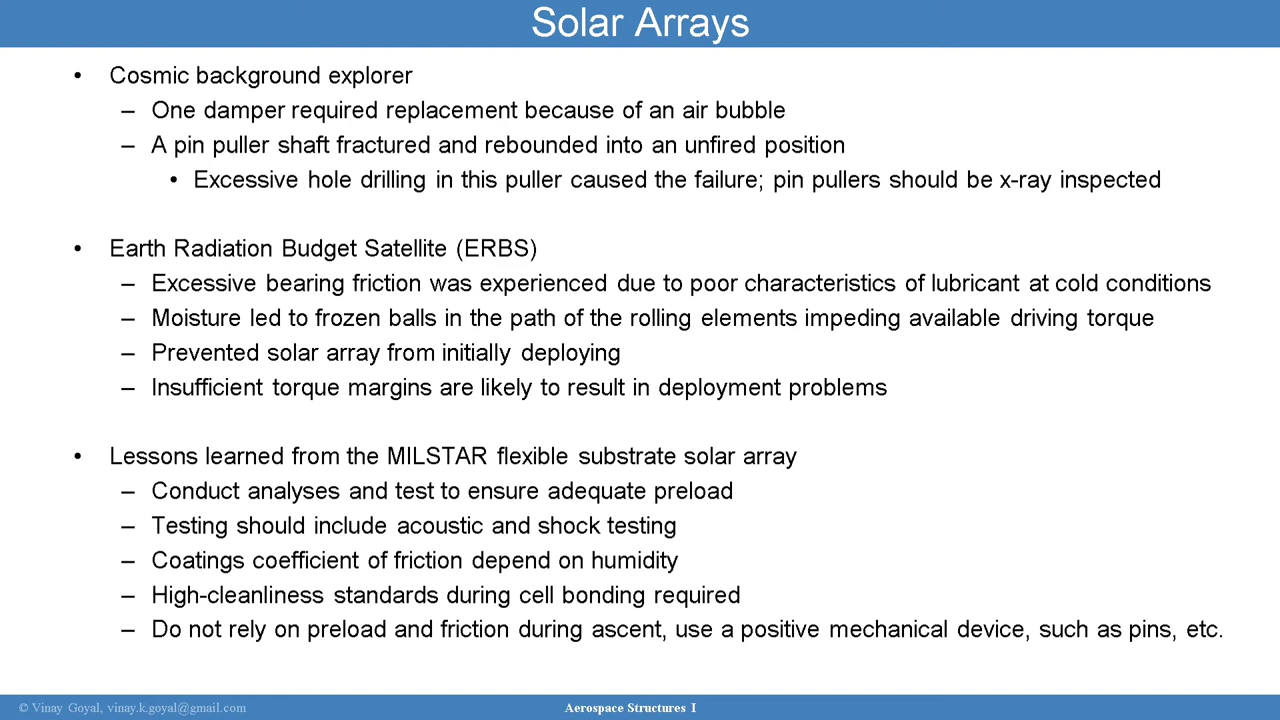 Solar Arrays
• Cosmic background explorer
– One damper required replacement because of an air bubble
– A pin puller shaft fractured and rebounded into an unfired position
• Excessive hole drilling in this puller caused the failure; pin pullers should be x-ray inspected
• Earth Radiation Budget Satellite (ERBS)
– Excessive bearing friction was experienced due to poor characteristics of lubricant at cold conditions
– Moisture led to frozen balls in the path of the rolling elements impeding available driving torque
– Prevented solar array from initially deploying
– Insufficient torque margins are likely to result in deployment problems
• Lessons learned from the MILSTAR flexible substrate solar array
– Conduct analyses and test to ensure adequate preload
– Testing should include acoustic and shock testing
– Coatings coefficient of friction depend on humidity
– High-cleanliness standards during cell bonding required
– Do not rely on preload and friction during ascent, use a positive mechanical device, such as pins, etc.
© Vinay Goyal, vinay.k.goyal@gmail.com
Aerospace Structures I